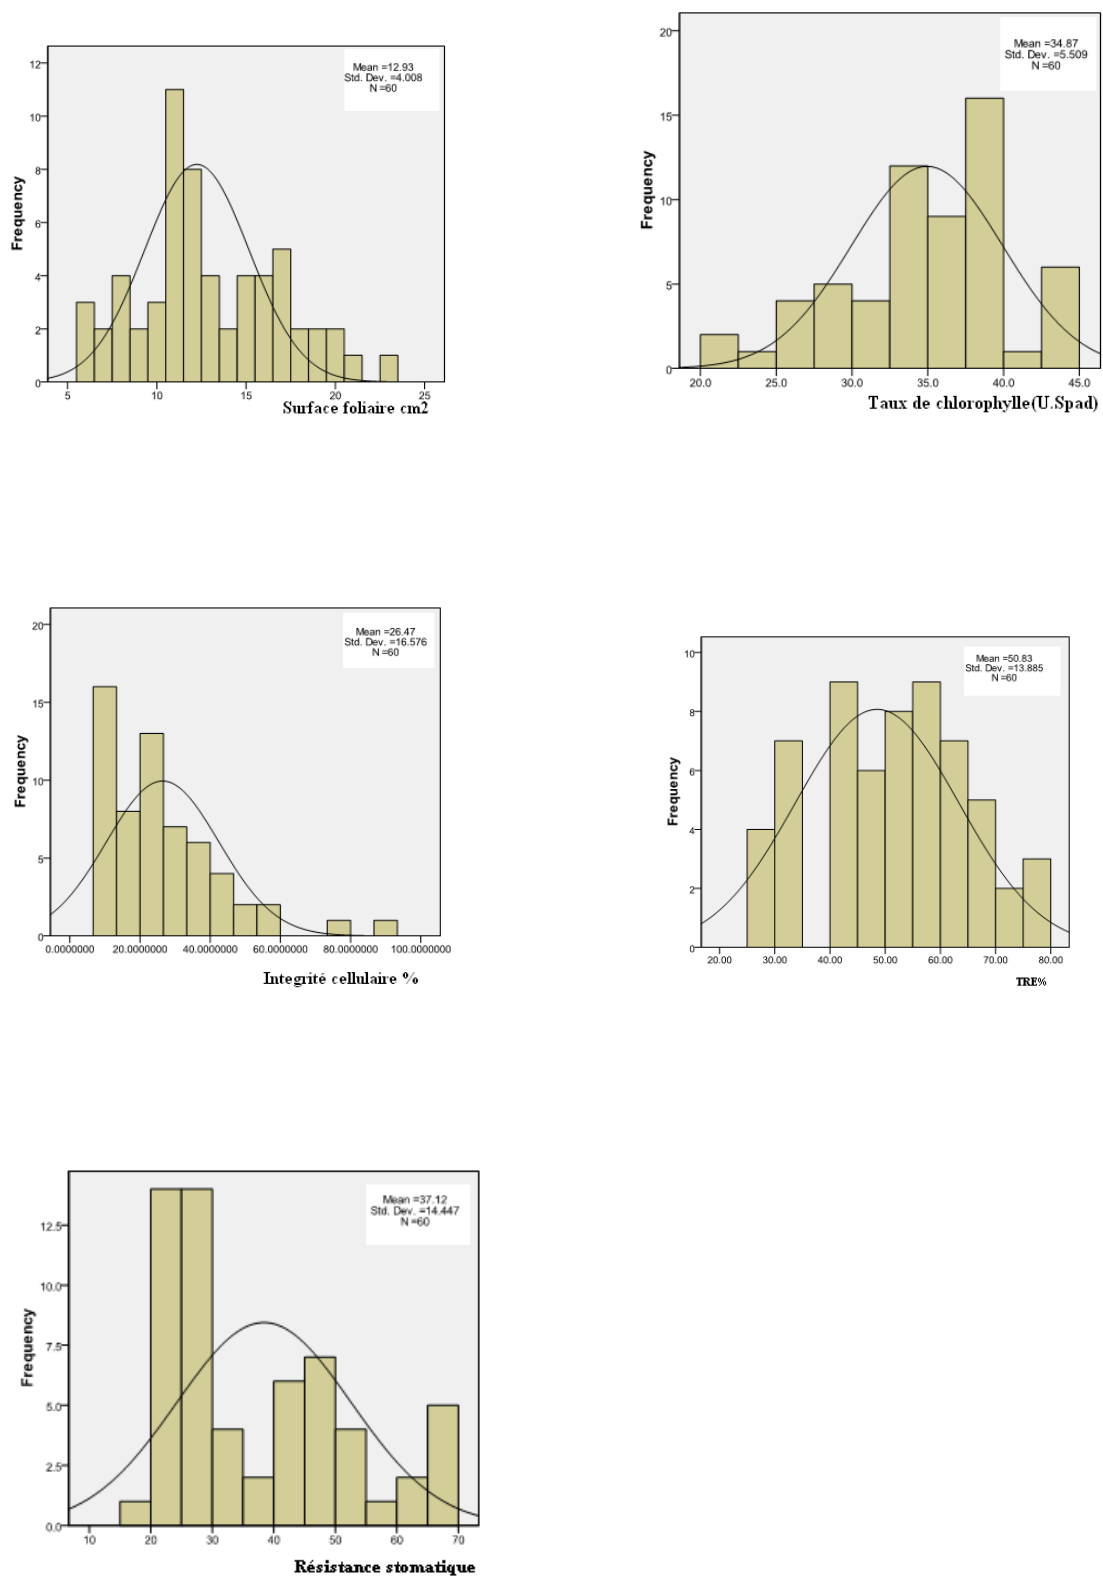 Mean =12.93
Std. Dev. =4.008
N =60
12
10
8
6
4
2
0
Frequency
5 10 15 20 25
Surface foliaire cm2
Mean =34.87
Std. Dev. =5.509
N =60
20
15
10
5
0
Frequency
20.0 25.0 30.0 35.0 40.0 45.0
Taux de chlorophylle(U.Spad)
Mean =26.47
Std. Dev. =16.576
N =60
20
15
10
5
0
Frequency
0.0000000 20.0000000 40.0000000 60.0000000 80.0000000 100.0000000
Integrité cellulaire %
Mean =50.83
Std. Dev. =13.885
N =60
10
8
6
4
2
0
Frequency
20.00 30.00 40.00 50.00 60.00 70.00 80.00
TRE%
Mean =37.12
Std. Dev. =14.447
N =60
12.5
10.0
7.5
5.0
2.5
0.0
Frequency
10 20 30 40 50 60 70
Résistance stomatique